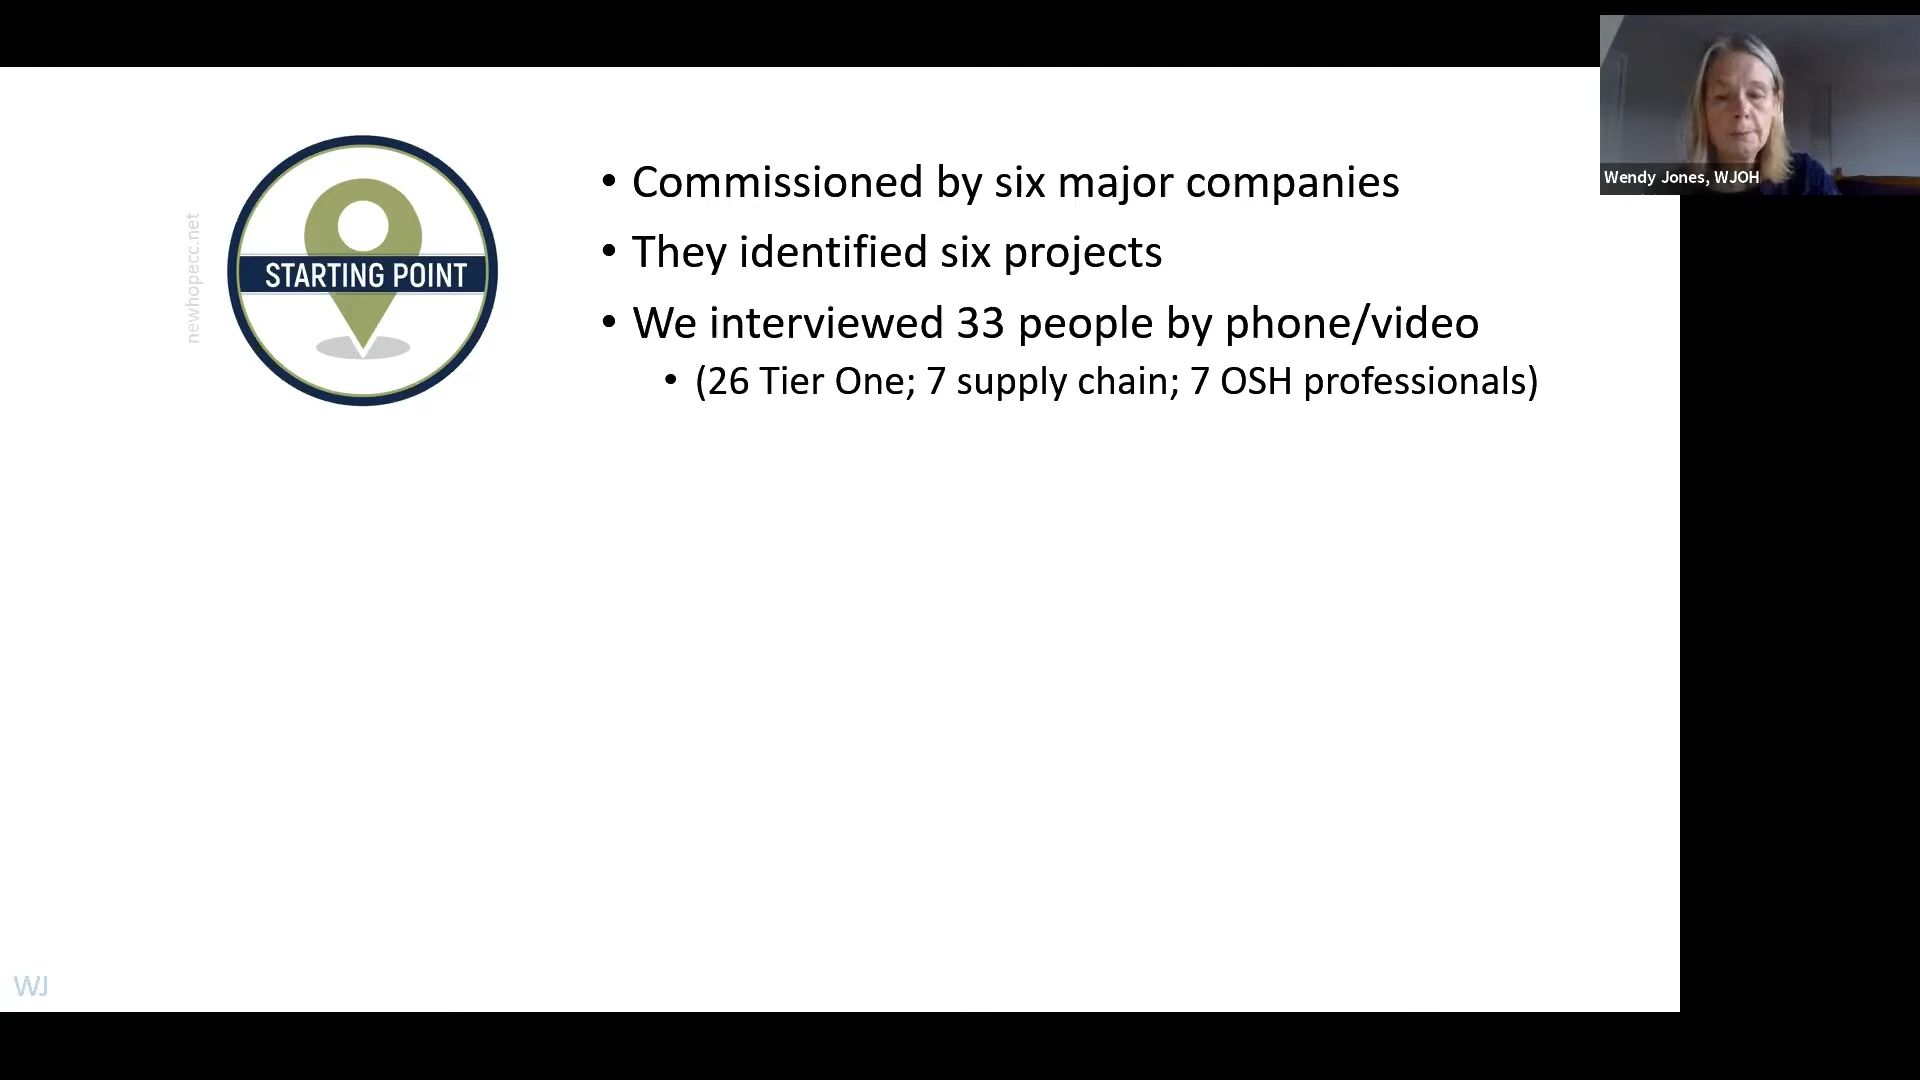 Wendy Jones, WJOH
newhopecc.net
STARTING POINT
• Commissioned by six major companies
• They identified six projects
• We interviewed 33 people by phone/video
• (26 Tier One; 7 supply chain; 7 OSH professionals)
WJ